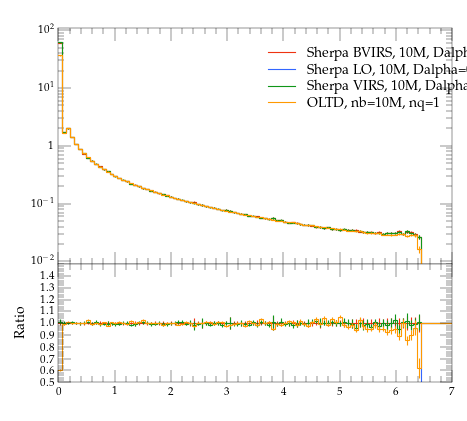 10²
Sherpa BVIRS, 10M, Dalpha
Sherpa LO, 10M, Dalpha=
Sherpa VIRS, 10M, Dalpha
OLTD, nb=10M, nq=1
10¹
1
10⁻¹
10⁻²
1.4
1.3
1.2
1.1
1.0
0.9
0.8
0.7
0.6
0.5
Ratio
0 1 2 3 4 5 6 7